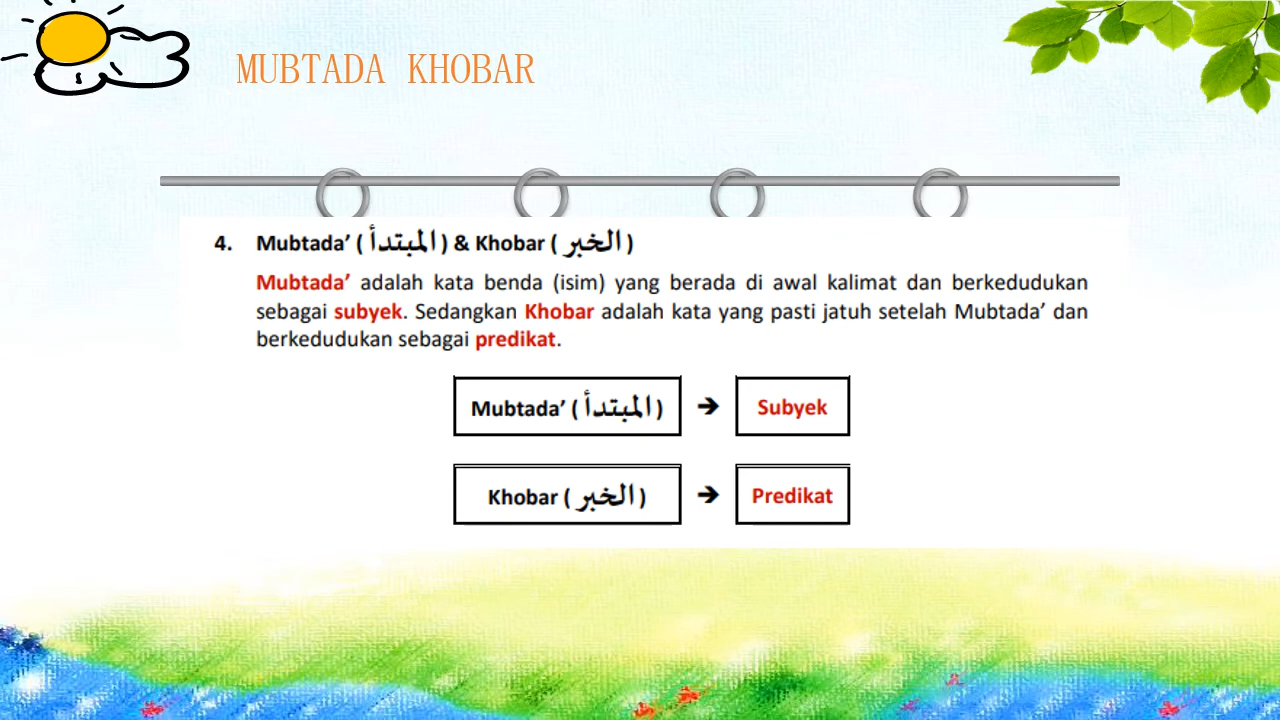 MUBTADA KHOBAR
4. Mubtada’ ( المبتدأ ) & Khobar ( الخبر )
Mubtada’ adalah kata benda (isim) yang berada di awal kalimat dan berkedudukan
sebagai subyek. Sedangkan Khobar adalah kata yang pasti jatuh setelah Mubtada’ dan
berkedudukan sebagai predikat.
Mubtada’ ( المبتدأ ) ➔ Subyek
Khobar ( الخبر ) ➔ Predikat